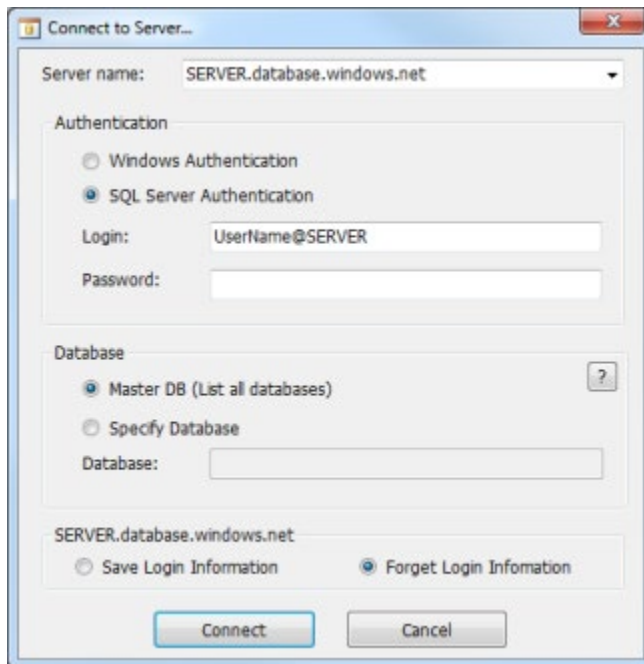 Connect to Server...
Server name: SERVER.database.windows.net
Authentication
Windows Authentication
SQL Server Authentication
Login: UserName@SERVER
Password:
Database
?
Master DB (List all databases)
Specify Database
Database:
SERVER.database.windows.net
Save Login Information Forget Login Infomation
Connect Cancel